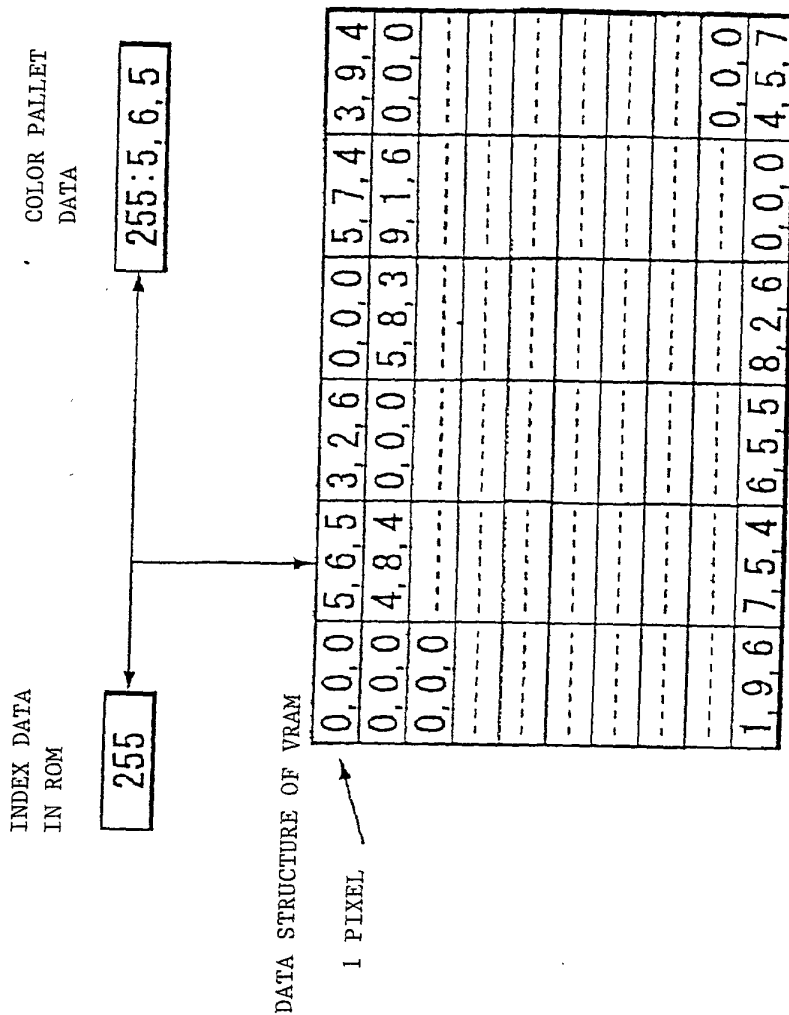 INDEX DATA
IN ROM
COLOR PALLET
DATA
255
255:5,6,5
DATA STRUCTURE OF VRAM
1 PIXEL
0,0,0 5,6,5 3,2,6 0,0,0 5,7,4 3,9,4
0,0,0 4,8,4 0,0,0 5,8,3 9,1,6 0,0,0
0,0,0
0,0,0
1,9,6 7,5,4 6,5,5 8,2,6 0,0,0 4,5,7